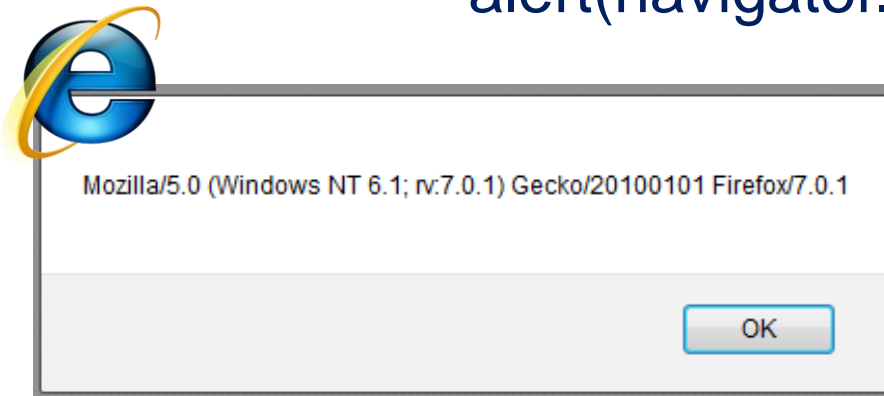 alert(navigator.
Mozilla/5.0 (Windows NT 6.1; rv:7.0.1) Gecko/20100101 Firefox/7.0.1
OK